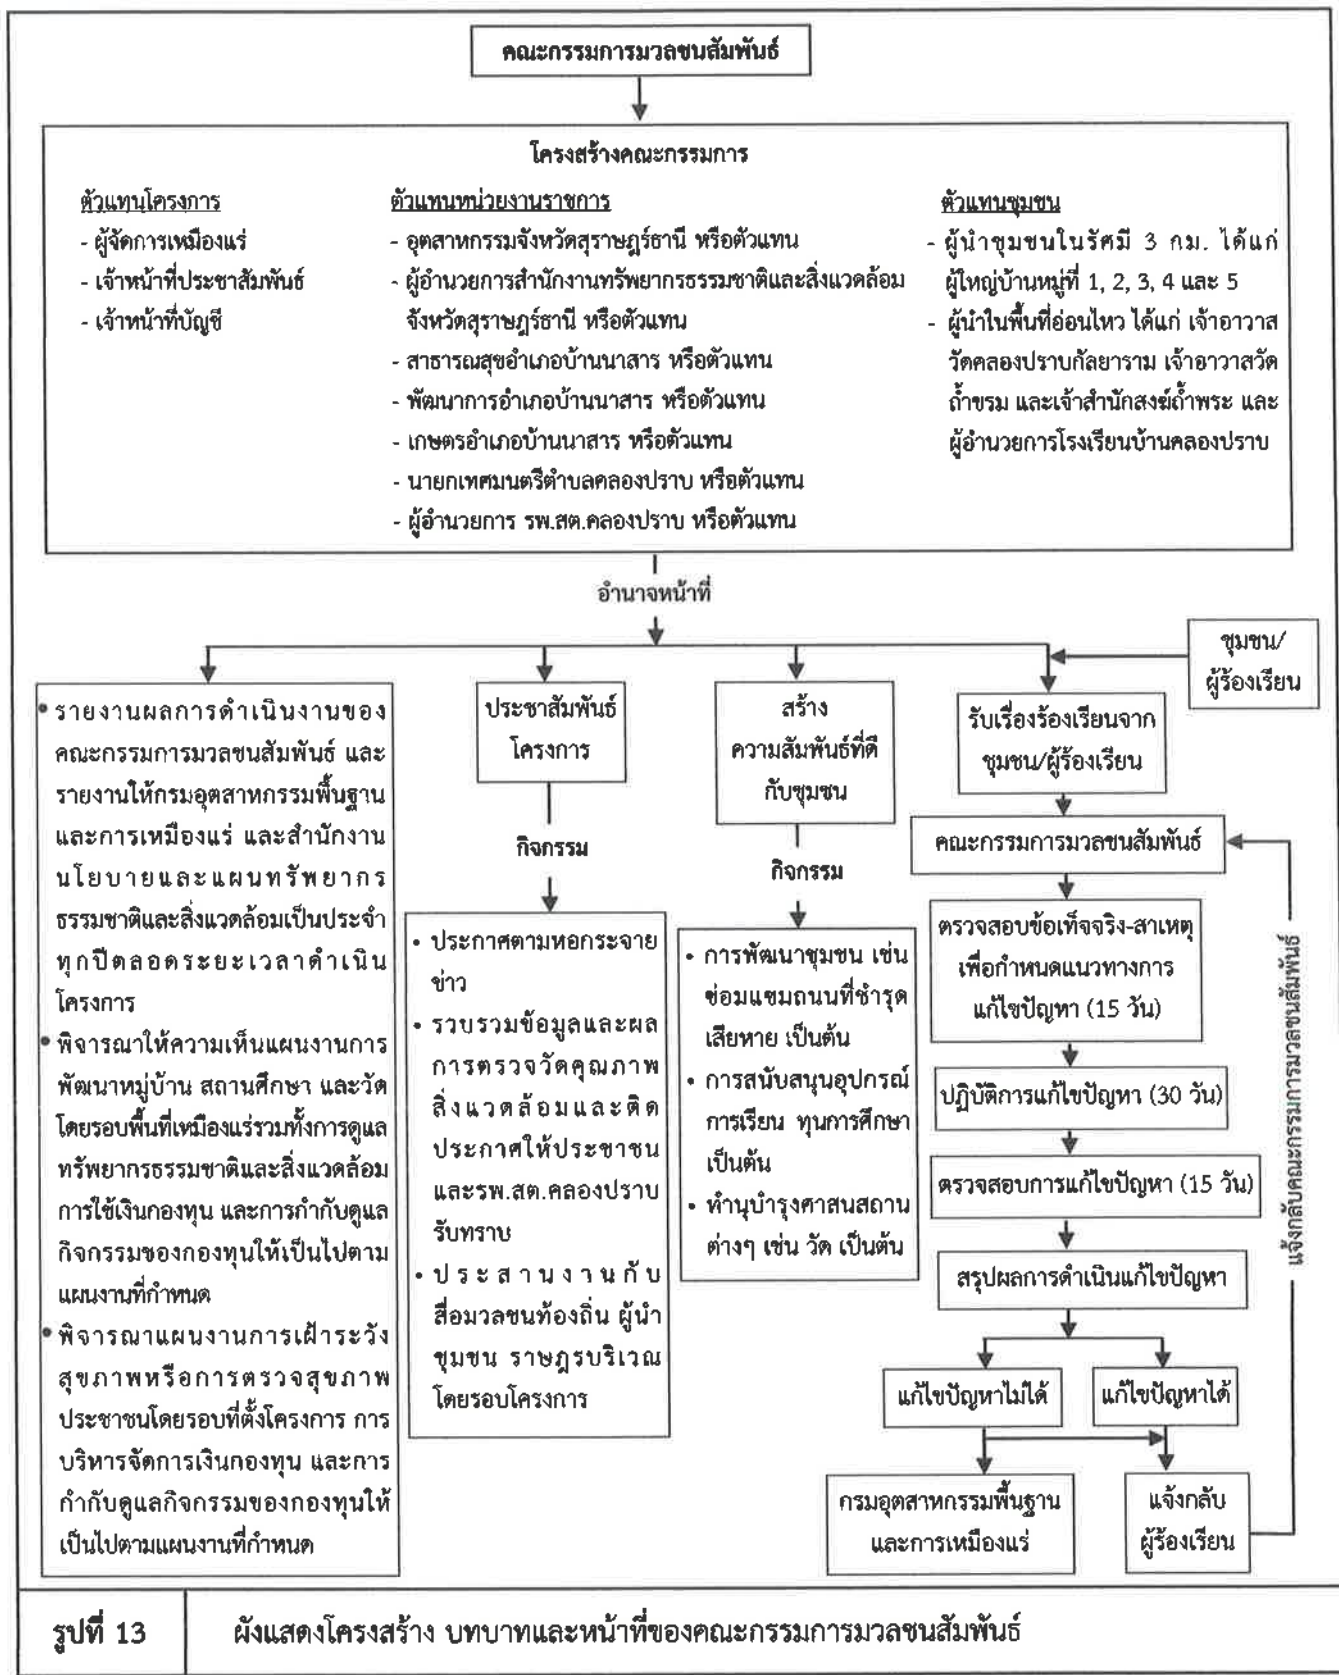 คณะกรรมการมวลชนสัมพันธ์
โครงสร้างคณะกรรมการ
ตัวแทนโครงการ
- ผู้จัดการเหมืองแร่
- เจ้าหน้าที่ประชาสัมพันธ์
- เจ้าหน้าที่บัญชี
ตัวแทนหน่วยงานราชการ
- อุตสาหกรรมจังหวัดสุราษฎร์ธานี หรือตัวแทน
- ผู้อำนวยการสำนักงานทรัพยากรธรรมชาติและสิ่งแวดล้อม
จังหวัดสุราษฎร์ธานี หรือตัวแทน
- สาธารณสุขอำเภอบ้านนาสาร หรือตัวแทน
- พัฒนาการอำเภอบ้านนาสาร หรือตัวแทน
- เกษตรอำเภอบ้านนาสาร หรือตัวแทน
- นายกเทศมนตรีตำบลคลองปราบ หรือตัวแทน
- ผู้อำนวยการ รพ.สต.คลองปราบ หรือตัวแทน
ตัวแทนชุมชน
- ผู้นำชุมชนในรัศมี 3 กม. ได้แก่
ผู้ใหญ่บ้านหมู่ที่ 1, 2, 3, 4 และ 5
- ผู้นำในพื้นที่อ่อนไหว ได้แก่ เจ้าอาวาส
วัดคลองปราบกัลยาราม เจ้าอาวาสวัด
ถ้ำขรม และเจ้าสำนักสงฆ์ถ้ำพระ และ
ผู้อำนวยการโรงเรียนบ้านคลองปราบ
อำนาจหน้าที่
ชุมชน/
ผู้ร้องเรียน
• รายงานผลการดำเนินงานของ
คณะกรรมการมวลชนสัมพันธ์ และ
รายงานให้กรมอุตสาหกรรมพื้นฐาน
และการเหมืองแร่ และสำนักงาน
นโยบายและแผนทรัพยากร
ธรรมชาติและสิ่งแวดล้อมเป็นประจำ
ทุกปีตลอดระยะเวลาดำเนิน
โครงการ
• พิจารณาให้ความเห็นแผนงานการ
พัฒนาหมู่บ้าน สถานศึกษา และวัด
โดยรอบพื้นที่เหมืองแร่รวมทั้งการดูแล
ทรัพยากรธรรมชาติและสิ่งแวดล้อม
การใช้เงินกองทุน และการกำกับดูแล
กิจกรรมของกองทุนให้เป็นไปตาม
แผนงานที่กำหนด
• พิจารณาแผนงานการเฝ้าระวัง
สุขภาพหรือการตรวจสุขภาพ
ประชาชนโดยรอบที่ตั้งโครงการ การ
บริหารจัดการเงินกองทุน และการ
กำกับดูแลกิจกรรมของกองทุนให้
เป็นไปตามแผนงานที่กำหนด
ประชาสัมพันธ์
โครงการ
กิจกรรม
• ประกาศตามหอกระจาย
ข่าว
• รวบรวมข้อมูลและผล
การตรวจวัดคุณภาพ
สิ่งแวดล้อมและติด
ประกาศให้ประชาชน
และรพ.สต.คลองปราบ
รับทราบ
• ประสานงานกับ
สื่อมวลชนท้องถิ่น ผู้นำ
ชุมชน ราษฎรบริเวณ
โดยรอบโครงการ
สร้าง
ความสัมพันธ์ที่ดี
กับชุมชน
กิจกรรม
• การพัฒนาชุมชน เช่น
ซ่อมแซมถนนที่ชำรุด
เสียหาย เป็นต้น
• การสนับสนุนอุปกรณ์
การเรียน ทุนการศึกษา
เป็นต้น
• ทำนุบำรุงศาสนสถาน
ต่างๆ เช่น วัด เป็นต้น
รับเรื่องร้องเรียนจาก
ชุมชน/ผู้ร้องเรียน
คณะกรรมการมวลชนสัมพันธ์
ตรวจสอบข้อเท็จจริง-สาเหตุ
เพื่อกำหนดแนวทางการ
แก้ไขปัญหา (15 วัน)
ปฏิบัติการแก้ไขปัญหา (30 วัน)
ตรวจสอบการแก้ไขปัญหา (15 วัน)
สรุปผลการดำเนินแก้ไขปัญหา
แก้ไขปัญหาไม่ได้
แก้ไขปัญหาได้
กรมอุตสาหกรรมพื้นฐาน
และการเหมืองแร่
แจ้งกลับ
ผู้ร้องเรียน
แจ้งกลับคณะกรรมการมวลชนสัมพันธ์
รูปที่ 13
ผังแสดงโครงสร้าง บทบาทและหน้าที่ของคณะกรรมการมวลชนสัมพันธ์